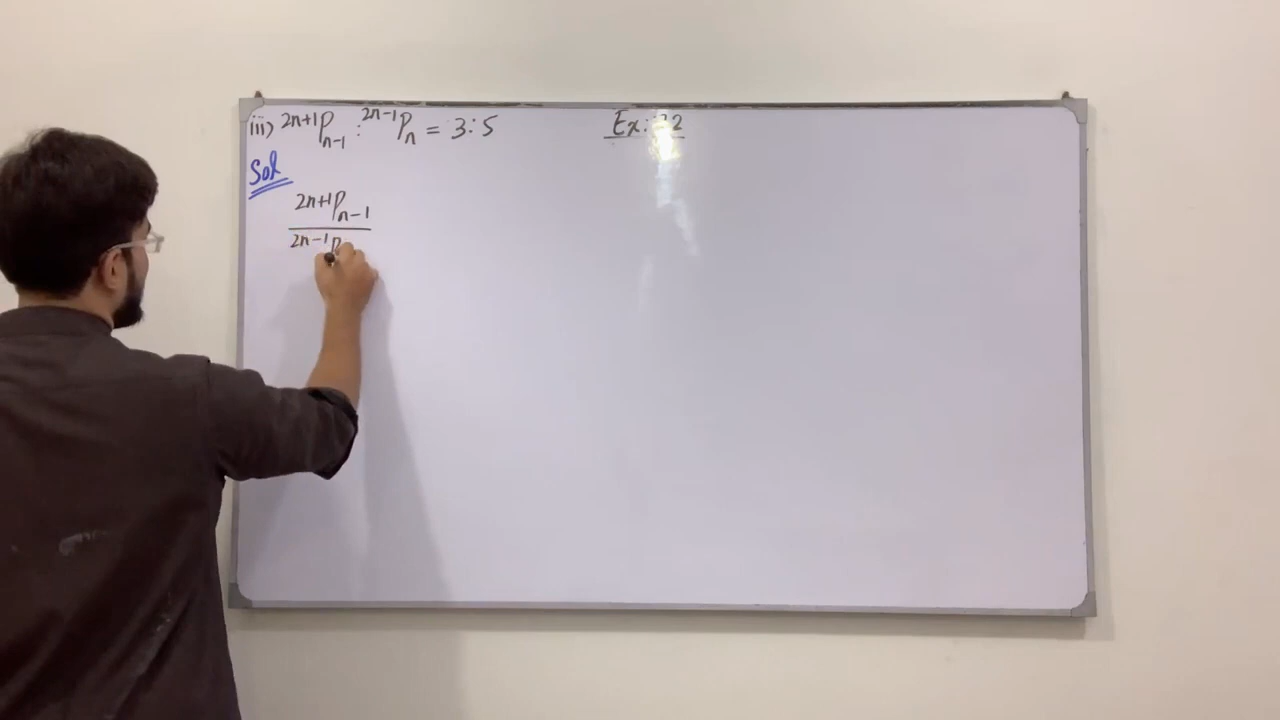 iii) ²ⁿ⁺¹Pₙ₋₁ : ²ⁿ⁻¹Pₙ = 3:5
Ex:
Sol
2n+1Pₙ₋₁
2n-1P